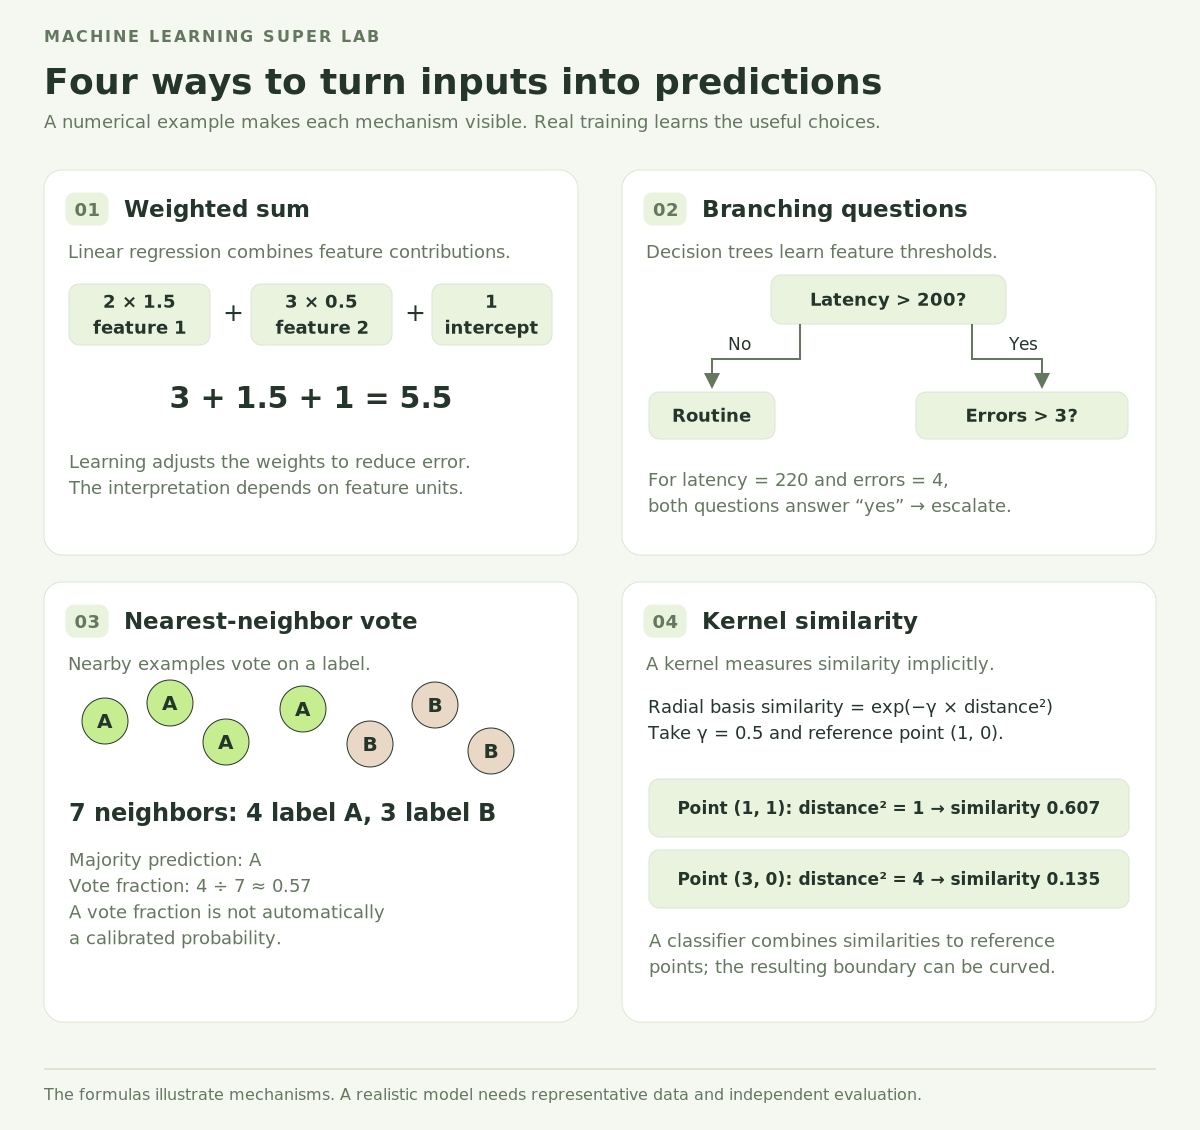 MACHINE LEARNING SUPER LAB
Four ways to turn inputs into predictions
A numerical example makes each mechanism visible. Real training learns the useful choices.
01 Weighted sum
Linear regression combines feature contributions.
2 × 1.5
feature 1
+
3 × 0.5
feature 2
+
1
intercept
3 + 1.5 + 1 = 5.5
Learning adjusts the weights to reduce error.
The interpretation depends on feature units.
02 Branching questions
Decision trees learn feature thresholds.
Latency > 200?
No
Yes
Routine
Errors > 3?
For latency = 220 and errors = 4,
both questions answer “yes” → escalate.
03 Nearest-neighbor vote
Nearby examples vote on a label.
A A A A B B B
7 neighbors: 4 label A, 3 label B
Majority prediction: A
Vote fraction: 4 ÷ 7 ≈ 0.57
A vote fraction is not automatically
a calibrated probability.
04 Kernel similarity
A kernel measures similarity implicitly.
Radial basis similarity = exp(−γ × distance²)
Take γ = 0.5 and reference point (1, 0).
Point (1, 1): distance² = 1 → similarity 0.607
Point (3, 0): distance² = 4 → similarity 0.135
A classifier combines similarities to reference
points; the resulting boundary can be curved.
The formulas illustrate mechanisms. A realistic model needs representative data and independent evaluation.